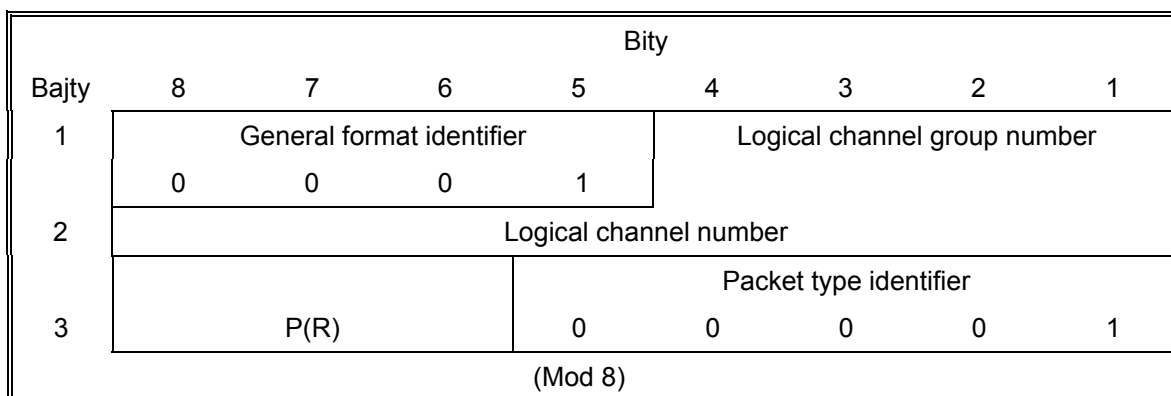 Bity
Bajty 8 7 6 5 4 3 2 1
1 General format identifier Logical channel group number
0 0 0 1
2 Logical channel number
Packet type identifier
3 P(R) 0 0 0 0 1
(Mod 8)